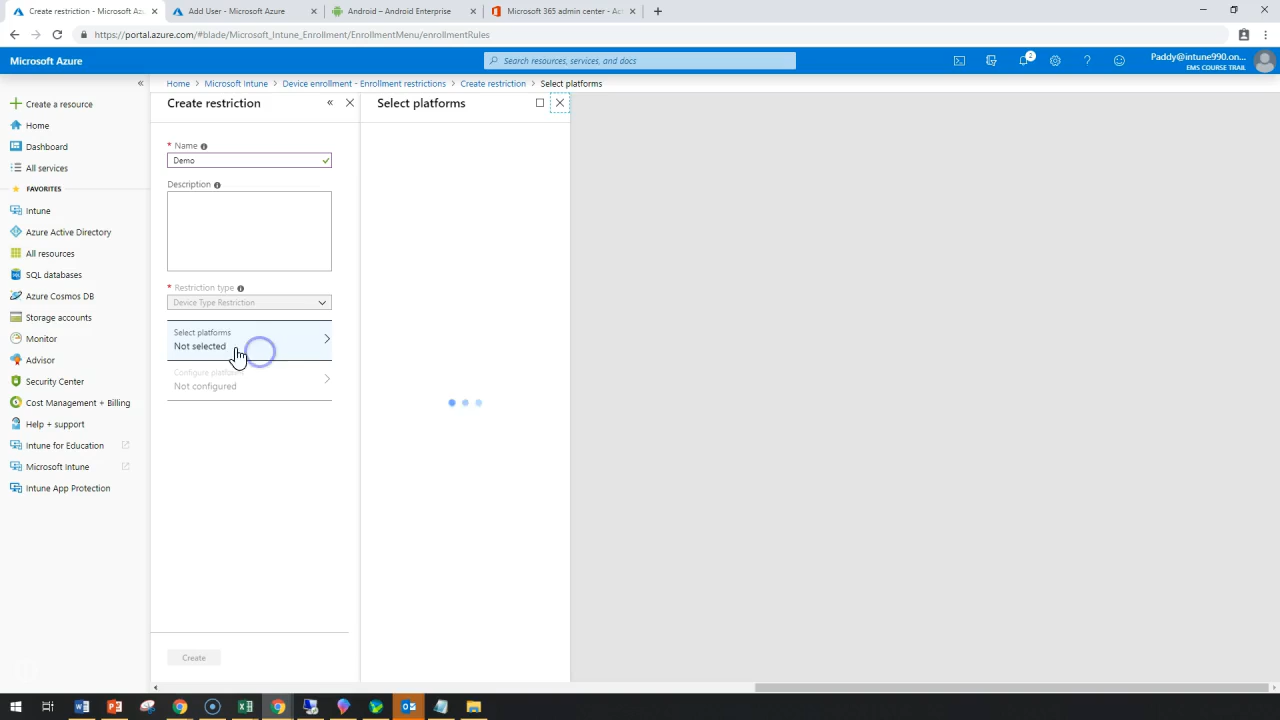 Create restriction - Microsoft Az
Add User - Microsoft Azure
Android – Android Enterprise
Microsoft 365 admin center - Ac
https://portal.azure.com/#blade/Microsoft_Intune_Enrollment/EnrollmentMenu/enrollmentRules
Microsoft Azure
Search resources, services, and docs
2
Paddy@intune990.on...
EMS COURSE TRAIL
Home > Microsoft Intune > Device enrollment - Enrollment restrictions > Create restriction > Select platforms
Create restriction
Select platforms
Create a resource
Home
Dashboard
All services
FAVORITES
Intune
Azure Active Directory
All resources
SQL databases
Azure Cosmos DB
Storage accounts
Monitor
Advisor
Security Center
Cost Management + Billing
Help + support
Intune for Education
Microsoft Intune
Intune App Protection
* Name
Demo
Description
* Restriction type
Device Type Restriction
Select platforms
Not selected
Configure platforms
Not configured
Create